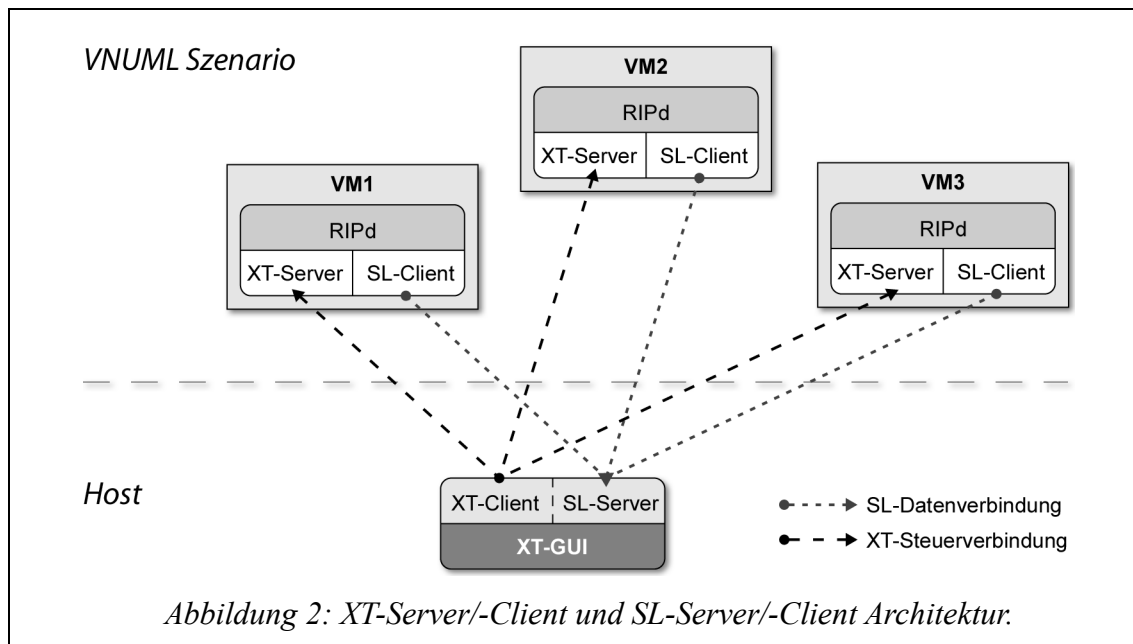 VNUML Szenario
VM2
RIPd
XT-Server
SL-Client
VM1
RIPd
XT-Server
SL-Client
VM3
RIPd
XT-Server
SL-Client
Host
XT-Client
SL-Server
XT-GUI
SL-Datenverbindung
XT-Steuerverbindung
Abbildung 2: XT-Server/-Client und SL-Server/-Client Architektur.